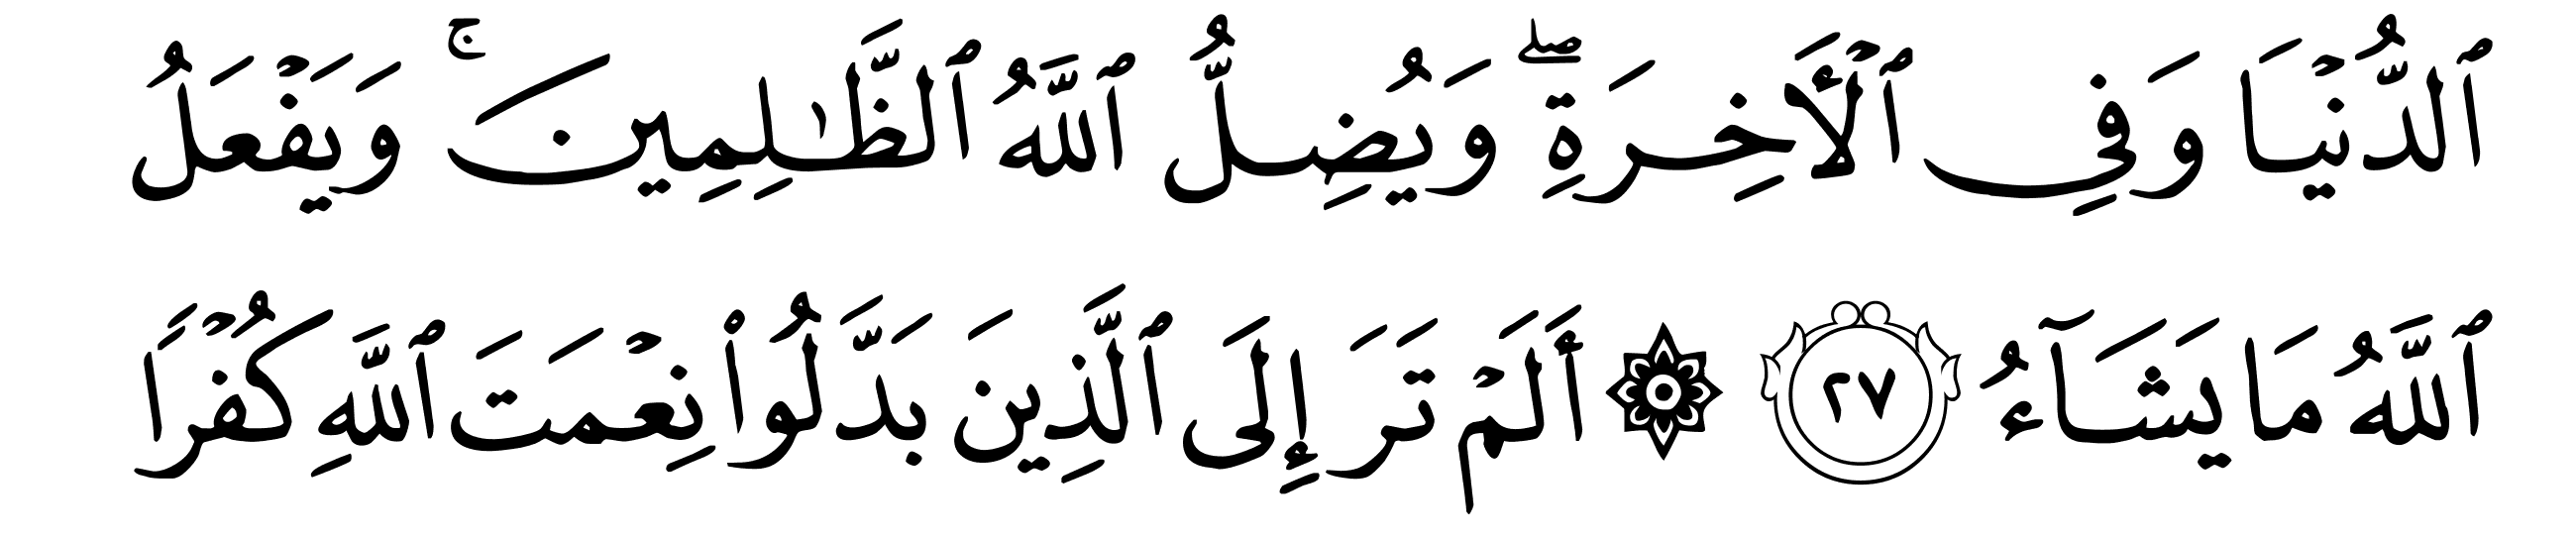 ٱلدُّنْيَا وَفِى ٱلْأَخِرَةِ ۖ وَيُضِلُّ ٱللَّهُ ٱلظَّـٰلِمِينَ ۚ وَيَفْعَلُ
ٱللَّهُ مَا يَشَآءُ ٢٧ ۞ أَلَمْ تَرَ إِلَى ٱلَّذِينَ بَدَّلُوا۟ نِعْمَتَ ٱللَّهِ كُفْرًا